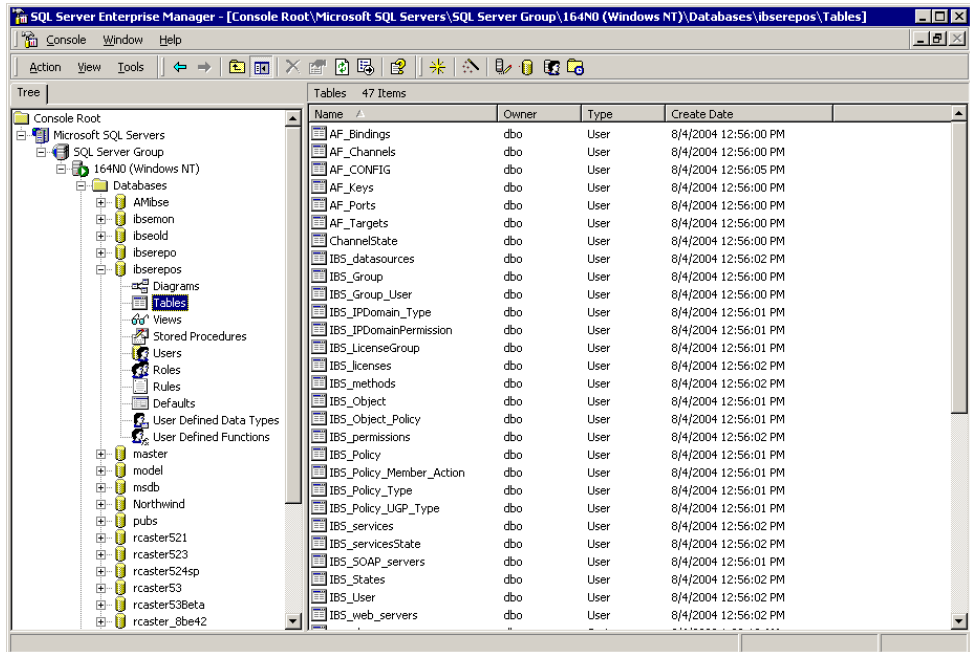 SQL Server Enterprise Manager - [Console Root\Microsoft SQL Servers\SQL Server Group\164N0 (Windows NT)\Databases\ibserepos\Tables]
Console Window Help
Action View Tools
Tree
Tables 47 Items
Console Root
Microsoft SQL Servers
SQL Server Group
164N0 (Windows NT)
Databases
AMibse
ibsemon
ibseold
ibserepo
ibserepos
Diagrams
Tables
Views
Stored Procedures
Users
Roles
Rules
Defaults
User Defined Data Types
User Defined Functions
master
model
msdb
Northwind
pubs
rcaster521
rcaster523
rcaster524sp
rcaster53
rcaster53Beta
rcaster_8be42
Name Owner Type Create Date
AF_Bindings dbo User 8/4/2004 12:56:00 PM
AF_Channels dbo User 8/4/2004 12:56:00 PM
AF_CONFIG dbo User 8/4/2004 12:56:05 PM
AF_Keys dbo User 8/4/2004 12:56:00 PM
AF_Ports dbo User 8/4/2004 12:56:00 PM
AF_Targets dbo User 8/4/2004 12:56:00 PM
ChannelState dbo User 8/4/2004 12:56:00 PM
IBS_datasources dbo User 8/4/2004 12:56:02 PM
IBS_Group dbo User 8/4/2004 12:56:00 PM
IBS_Group_User dbo User 8/4/2004 12:56:00 PM
IBS_IPDomain_Type dbo User 8/4/2004 12:56:01 PM
IBS_IPDomainPermission dbo User 8/4/2004 12:56:01 PM
IBS_LicenseGroup dbo User 8/4/2004 12:56:01 PM
IBS_licenses dbo User 8/4/2004 12:56:02 PM
IBS_methods dbo User 8/4/2004 12:56:02 PM
IBS_Object dbo User 8/4/2004 12:56:01 PM
IBS_Object_Policy dbo User 8/4/2004 12:56:01 PM
IBS_permissions dbo User 8/4/2004 12:56:02 PM
IBS_Policy dbo User 8/4/2004 12:56:01 PM
IBS_Policy_Member_Action dbo User 8/4/2004 12:56:01 PM
IBS_Policy_Type dbo User 8/4/2004 12:56:01 PM
IBS_Policy_UGP_Type dbo User 8/4/2004 12:56:01 PM
IBS_services dbo User 8/4/2004 12:56:02 PM
IBS_servicesState dbo User 8/4/2004 12:56:02 PM
IBS_SOAP_servers dbo User 8/4/2004 12:56:01 PM
IBS_States dbo User 8/4/2004 12:56:02 PM
IBS_User dbo User 8/4/2004 12:56:00 PM
IBS_web_servers dbo User 8/4/2004 12:56:02 PM